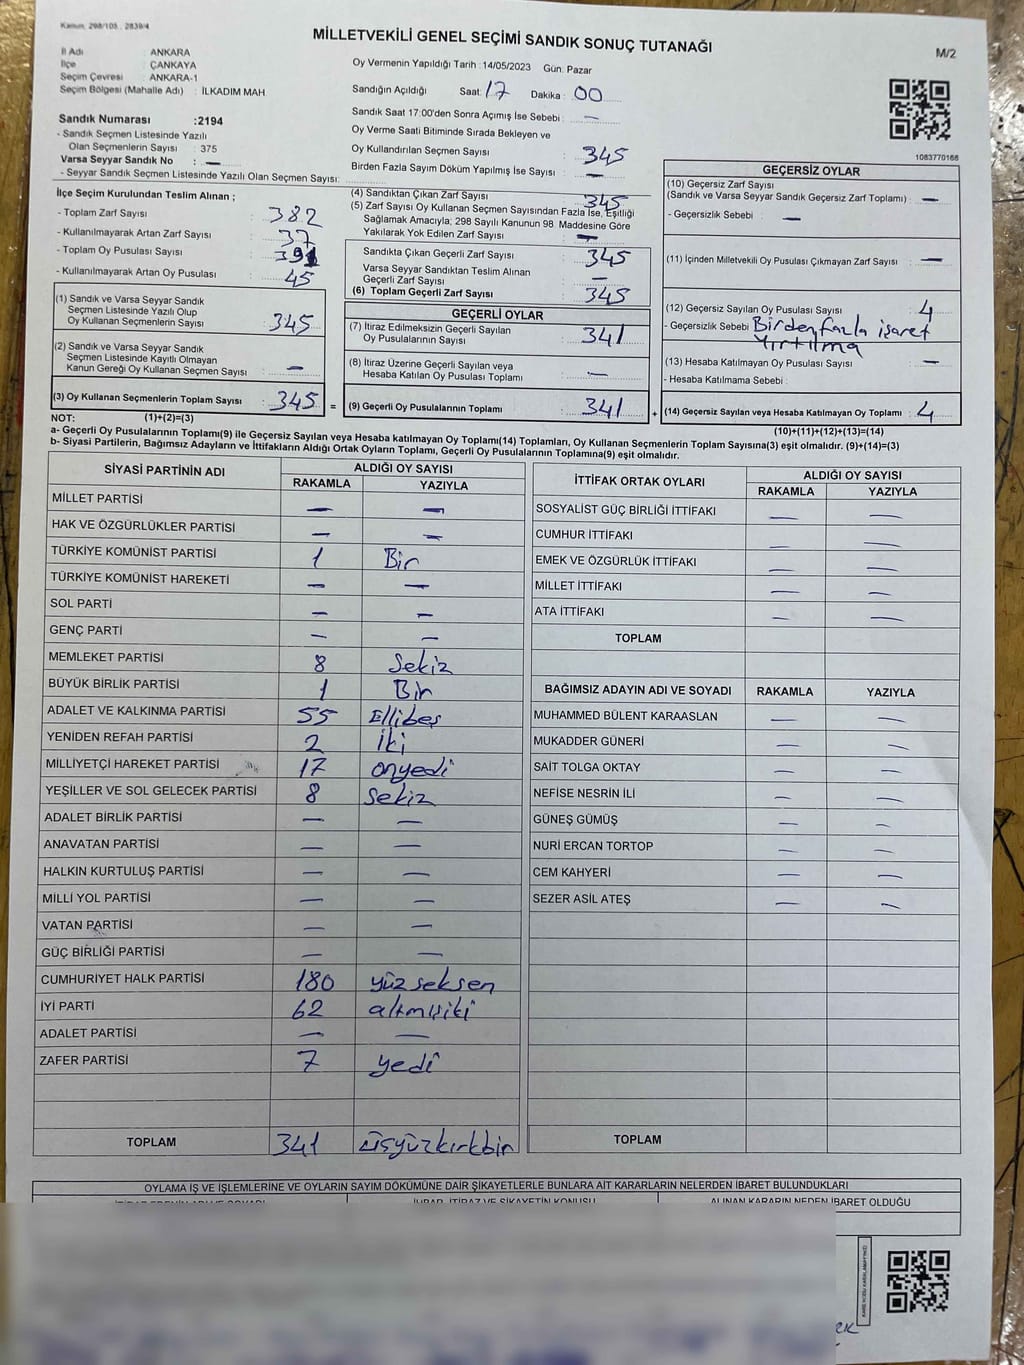 Kanun, 298/105 , 2839/4
MİLLETVEKİLİ GENEL SEÇİMİ SANDIK SONUÇ TUTANAĞI
M/2
İl Adı : ANKARA
İlçe : ÇANKAYA
Seçim Çevresi : ANKARA-1
Seçim Bölgesi (Mahalle Adı) : İLKADIM MAH
Sandık Numarası :2194
- Sandık Seçmen Listesinde Yazılı
Olan Seçmenlerin Sayısı : 375
Varsa Seyyar Sandık No : —
- Seyyar Sandık Seçmen Listesinde Yazılı Olan Seçmen Sayısı:
Oy Vermenin Yapıldığı Tarih :14/05/2023 Gün: Pazar
Sandığın Açıldığı Saat: 17 Dakika : 00
Sandık Saat 17:00'den Sonra Açımış İse Sebebi : —
Oy Verme Saati Bitiminde Sırada Bekleyen ve
Oy Kullandırılan Seçmen Sayısı : 345
Birden Fazla Sayım Döküm Yapılmış İse Sayısı : —
1083770166
İlçe Seçim Kurulundan Teslim Alınan ;
- Toplam Zarf Sayısı : 382
- Kullanılmayarak Artan Zarf Sayısı : 37
- Toplam Oy Pusulası Sayısı :
- Kullanılmayarak Artan Oy Pusulası : 45
(1) Sandık ve Varsa Seyyar Sandık
Seçmen Listesinde Yazılı Olup
Oy Kullanan Seçmenlerin Sayısı : 345
(2) Sandık ve Varsa Seyyar Sandık
Seçmen Listesinde Kayıtlı Olmayan
Kanun Gereği Oy Kullanan Seçmen Sayısı : —
(3) Oy Kullanan Seçmenlerin Toplam Sayısı : 345 =
(4) Sandıktan Çıkan Zarf Sayısı : 345
(5) Zarf Sayısı Oy Kullanan Seçmen Sayısından Fazla İse, Eşitliği
Sağlamak Amacıyla; 298 Sayılı Kanunun 98. Maddesine Göre
Yakılarak Yok Edilen Zarf Sayısı : —
Sandıkta Çıkan Geçerli Zarf Sayısı : 345
Varsa Seyyar Sandıktan Teslim Alınan
Geçerli Zarf Sayısı : —
(6) Toplam Geçerli Zarf Sayısı : 345
GEÇERLİ OYLAR
(7) İtiraz Edilmeksizin Geçerli Sayılan
Oy Pusulalarının Sayısı : 341
(8) İtiraz Üzerine Geçerli Sayılan veya
Hesaba Katılan Oy Pusulası Toplamı : —
(9) Geçerli Oy Pusulalarının Toplamı : 341 +
GEÇERSİZ OYLAR
(10) Geçersiz Zarf Sayısı
(Sandık ve Varsa Seyyar Sandık Geçersiz Zarf Toplamı) : —
- Geçersizlik Sebebi : —
(11) İçinden Milletvekili Oy Pusulası Çıkmayan Zarf Sayısı : —
(12) Geçersiz Sayılan Oy Pusulası Sayısı : 4
- Geçersizlik Sebebi : Birden fazla işaret
Yırtılma
(13) Hesaba Katılmayan Oy Pusulası Sayısı : —
- Hesaba Katılmama Sebebi :
(14) Geçersiz Sayılan veya Hesaba Katılmayan Oy Toplamı : 4
NOT: (1)+(2)=(3)
(10)+(11)+(12)+(13)=(14)
a- Geçerli Oy Pusulalarının Toplamı(9) ile Geçersiz Sayılan veya Hesaba katılmayan Oy Toplamı(14) Toplamları, Oy Kullanan Seçmenlerin Toplam Sayısına(3) eşit olmalıdır. (9)+(14)=(3)
b- Siyasi Partilerin, Bağımsız Adayların ve İttifakların Aldığı Ortak Oyların Toplamı, Geçerli Oy Pusulalarının Toplamına(9) eşit olmalıdır.
SİYASİ PARTİNİN ADI ALDIĞI OY SAYISI
RAKAMLA YAZIYLA
MİLLET PARTİSİ — —
HAK VE ÖZGÜRLÜKLER PARTİSİ — —
TÜRKİYE KOMÜNİST PARTİSİ 1 Bir
TÜRKİYE KOMÜNİST HAREKETİ — —
SOL PARTİ — —
GENÇ PARTİ — —
MEMLEKET PARTİSİ 8 Sekiz
BÜYÜK BİRLİK PARTİSİ 1 Bir
ADALET VE KALKINMA PARTİSİ 55 Ellibeş
YENİDEN REFAH PARTİSİ 2 İki
MİLLİYETÇİ HAREKET PARTİSİ 17 onyedi
YEŞİLLER VE SOL GELECEK PARTİSİ 8 Sekiz
ADALET BİRLİK PARTİSİ — —
ANAVATAN PARTİSİ — —
HALKIN KURTULUŞ PARTİSİ — —
MİLLİ YOL PARTİSİ — —
VATAN PARTİSİ — —
GÜÇ BİRLİĞİ PARTİSİ — —
CUMHURİYET HALK PARTİSİ 180 yüz seksen
İYİ PARTİ 62 altmışiki
ADALET PARTİSİ — —
ZAFER PARTİSİ 7 yedi
TOPLAM 341 üçyüzkırkbir
İTTİFAK ORTAK OYLARI ALDIĞI OY SAYISI
RAKAMLA YAZIYLA
SOSYALİST GÜÇ BİRLİĞİ İTTİFAKI — —
CUMHUR İTTİFAKI — —
EMEK VE ÖZGÜRLÜK İTTİFAKI — —
MİLLET İTTİFAKI — —
ATA İTTİFAKI — —
TOPLAM
BAĞIMSIZ ADAYIN ADI VE SOYADI RAKAMLA YAZIYLA
MUHAMMED BÜLENT KARAASLAN — —
MUKADDER GÜNERİ — —
SAİT TOLGA OKTAY — —
NEFİSE NESRİN İLİ — —
GÜNEŞ GÜMÜŞ — —
NURİ ERCAN TORTOP — —
CEM KAHYERİ — —
SEZER ASİL ATEŞ — —
TOPLAM
OYLAMA İŞ VE İŞLEMLERİNE VE OYLARIN SAYIM DÖKÜMÜNE DAİR ŞİKAYETLERLE BUNLARA AİT KARARLARIN NELERDEN İBARET BULUNDUKLARI
ALINAN KARARIN NEDEN İBARET OLDUĞU